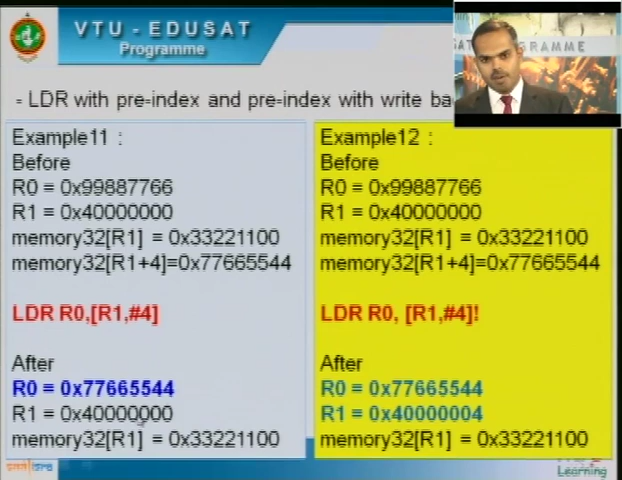 VTU - EDUSAT
Programme
PROGRAMME
- LDR with pre-index and pre-index with write
Example11 :
Before
R0 = 0x99887766
R1 = 0x40000000
memory32[R1] = 0x33221100
memory32[R1+4]=0x77665544
LDR R0,[R1,#4]
After
R0 = 0x77665544
R1 = 0x40000000
memory32[R1] = 0x33221100
Example12 :
Before
R0 = 0x99887766
R1 = 0x40000000
memory32[R1] = 0x33221100
memory32[R1+4]=0x77665544
LDR R0, [R1,#4]!
After
R0 = 0x77665544
R1 = 0x40000004
memory32[R1] = 0x33221100
Learning